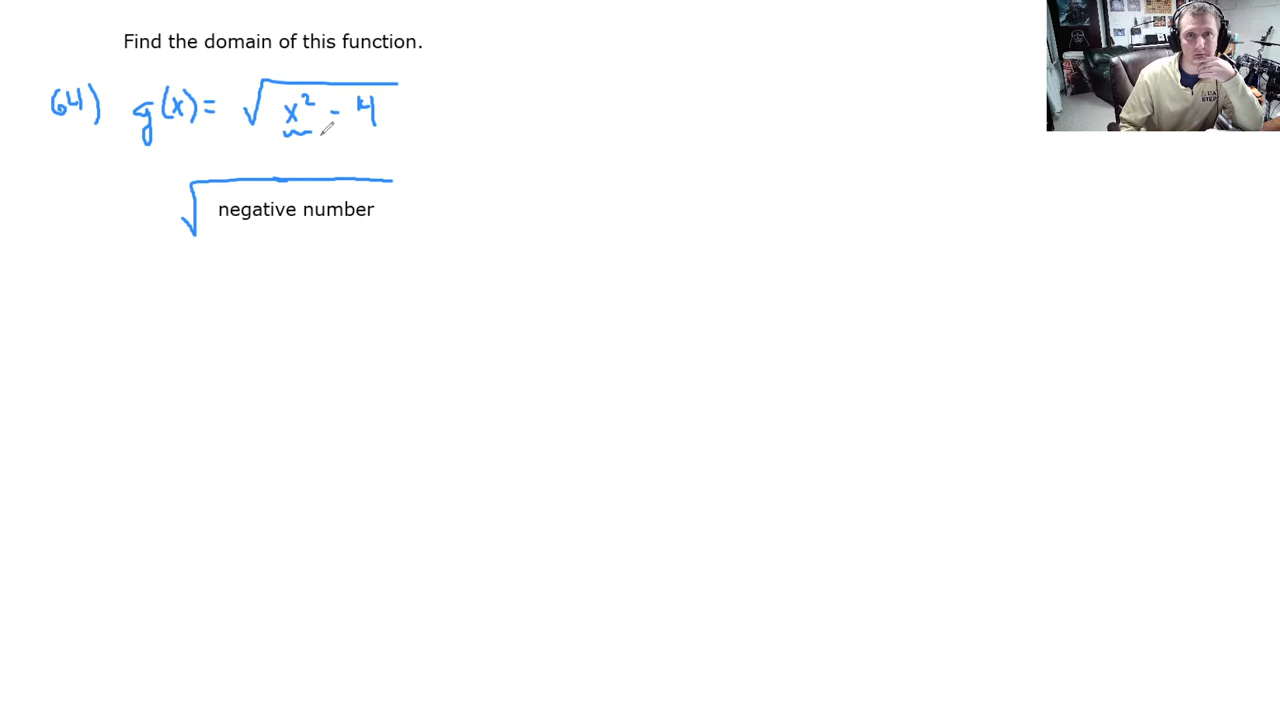 Find the domain of this function.
64) g(x) = √x² - 4
√negative number